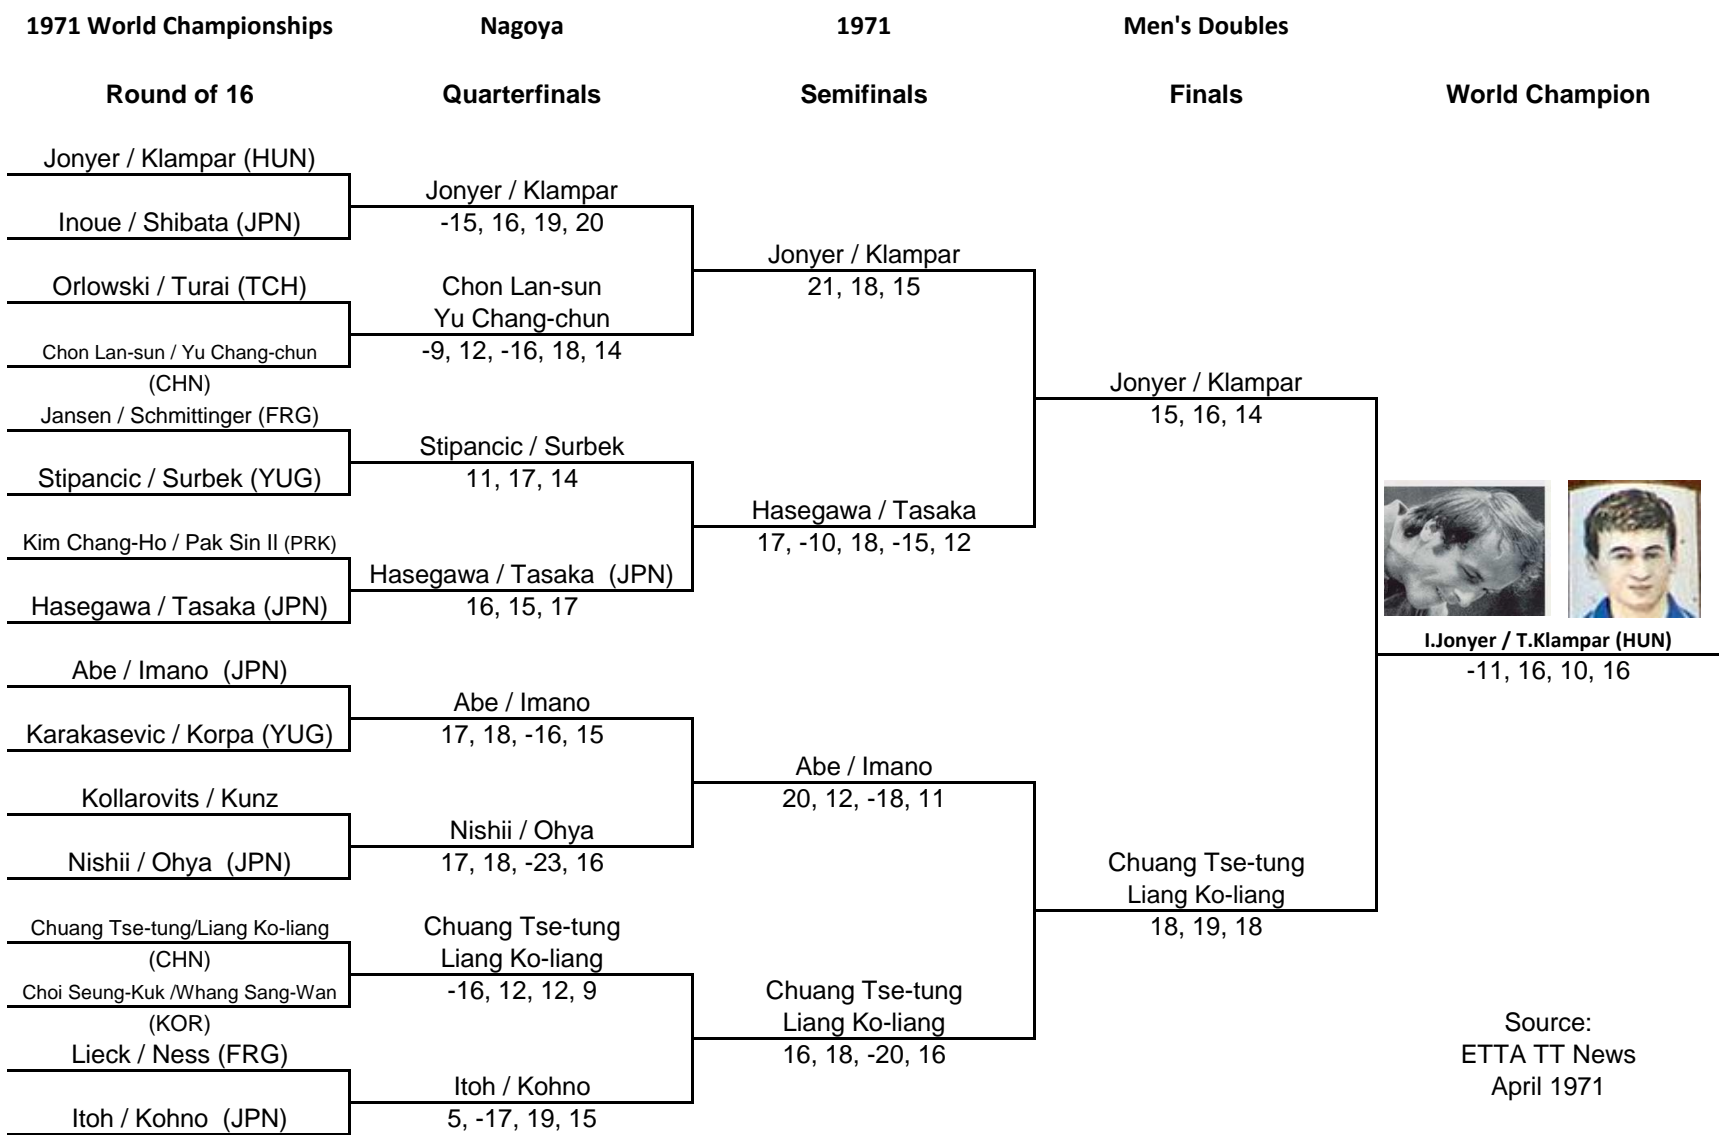 1971 World Championships Nagoya 1971 Men's Doubles
Round of 16 Quarterfinals Semifinals Finals World Champion
Jonyer / Klampar (HUN)
Inoue / Shibata (JPN)
Orlowski / Turai (TCH)
Chon Lan-sun / Yu Chang-chun
(CHN)
Jansen / Schmittinger (FRG)
Stipancic / Surbek (YUG)
Kim Chang-Ho / Pak Sin Il (PRK)
Hasegawa / Tasaka (JPN)
Abe / Imano (JPN)
Karakasevic / Korpa (YUG)
Kollarovits / Kunz
Nishii / Ohya (JPN)
Chuang Tse-tung/Liang Ko-liang
(CHN)
Choi Seung-Kuk /Whang Sang-Wan
(KOR)
Lieck / Ness (FRG)
Itoh / Kohno (JPN)
Jonyer / Klampar
-15, 16, 19, 20
Chon Lan-sun
Yu Chang-chun
-9, 12, -16, 18, 14
Stipancic / Surbek
11, 17, 14
Hasegawa / Tasaka (JPN)
16, 15, 17
Abe / Imano
17, 18, -16, 15
Nishii / Ohya
17, 18, -23, 16
Chuang Tse-tung
Liang Ko-liang
-16, 12, 12, 9
Itoh / Kohno
5, -17, 19, 15
Jonyer / Klampar
21, 18, 15
Hasegawa / Tasaka
17, -10, 18, -15, 12
Abe / Imano
20, 12, -18, 11
Chuang Tse-tung
Liang Ko-liang
16, 18, -20, 16
Jonyer / Klampar
15, 16, 14
Chuang Tse-tung
Liang Ko-liang
18, 19, 18
I.Jonyer / T.Klampar (HUN)
-11, 16, 10, 16
Source:
ETTA TT News
April 1971